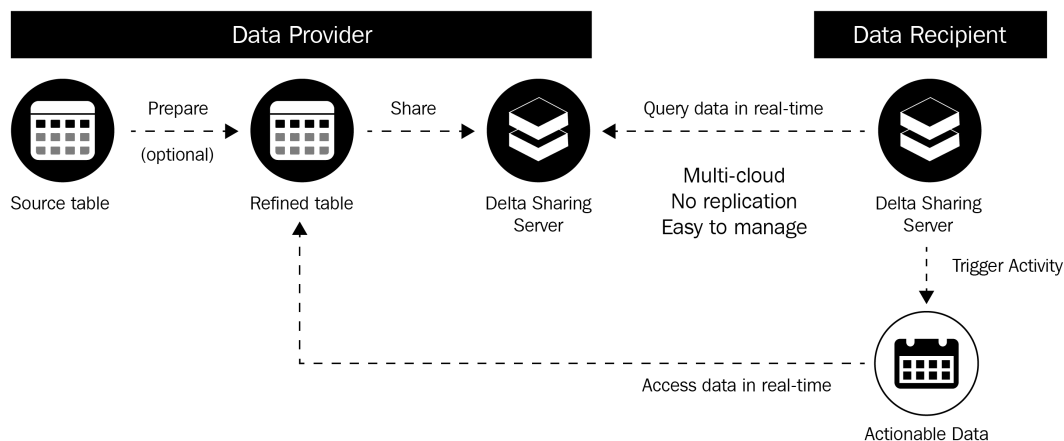 Data Provider
Data Recipient
Prepare
(optional)
Share
Query data in real-time
Source table
Refined table
Delta Sharing
Server
Multi-cloud
No replication
Easy to manage
Delta Sharing
Server
Trigger Activity
Access data in real-time
Actionable Data